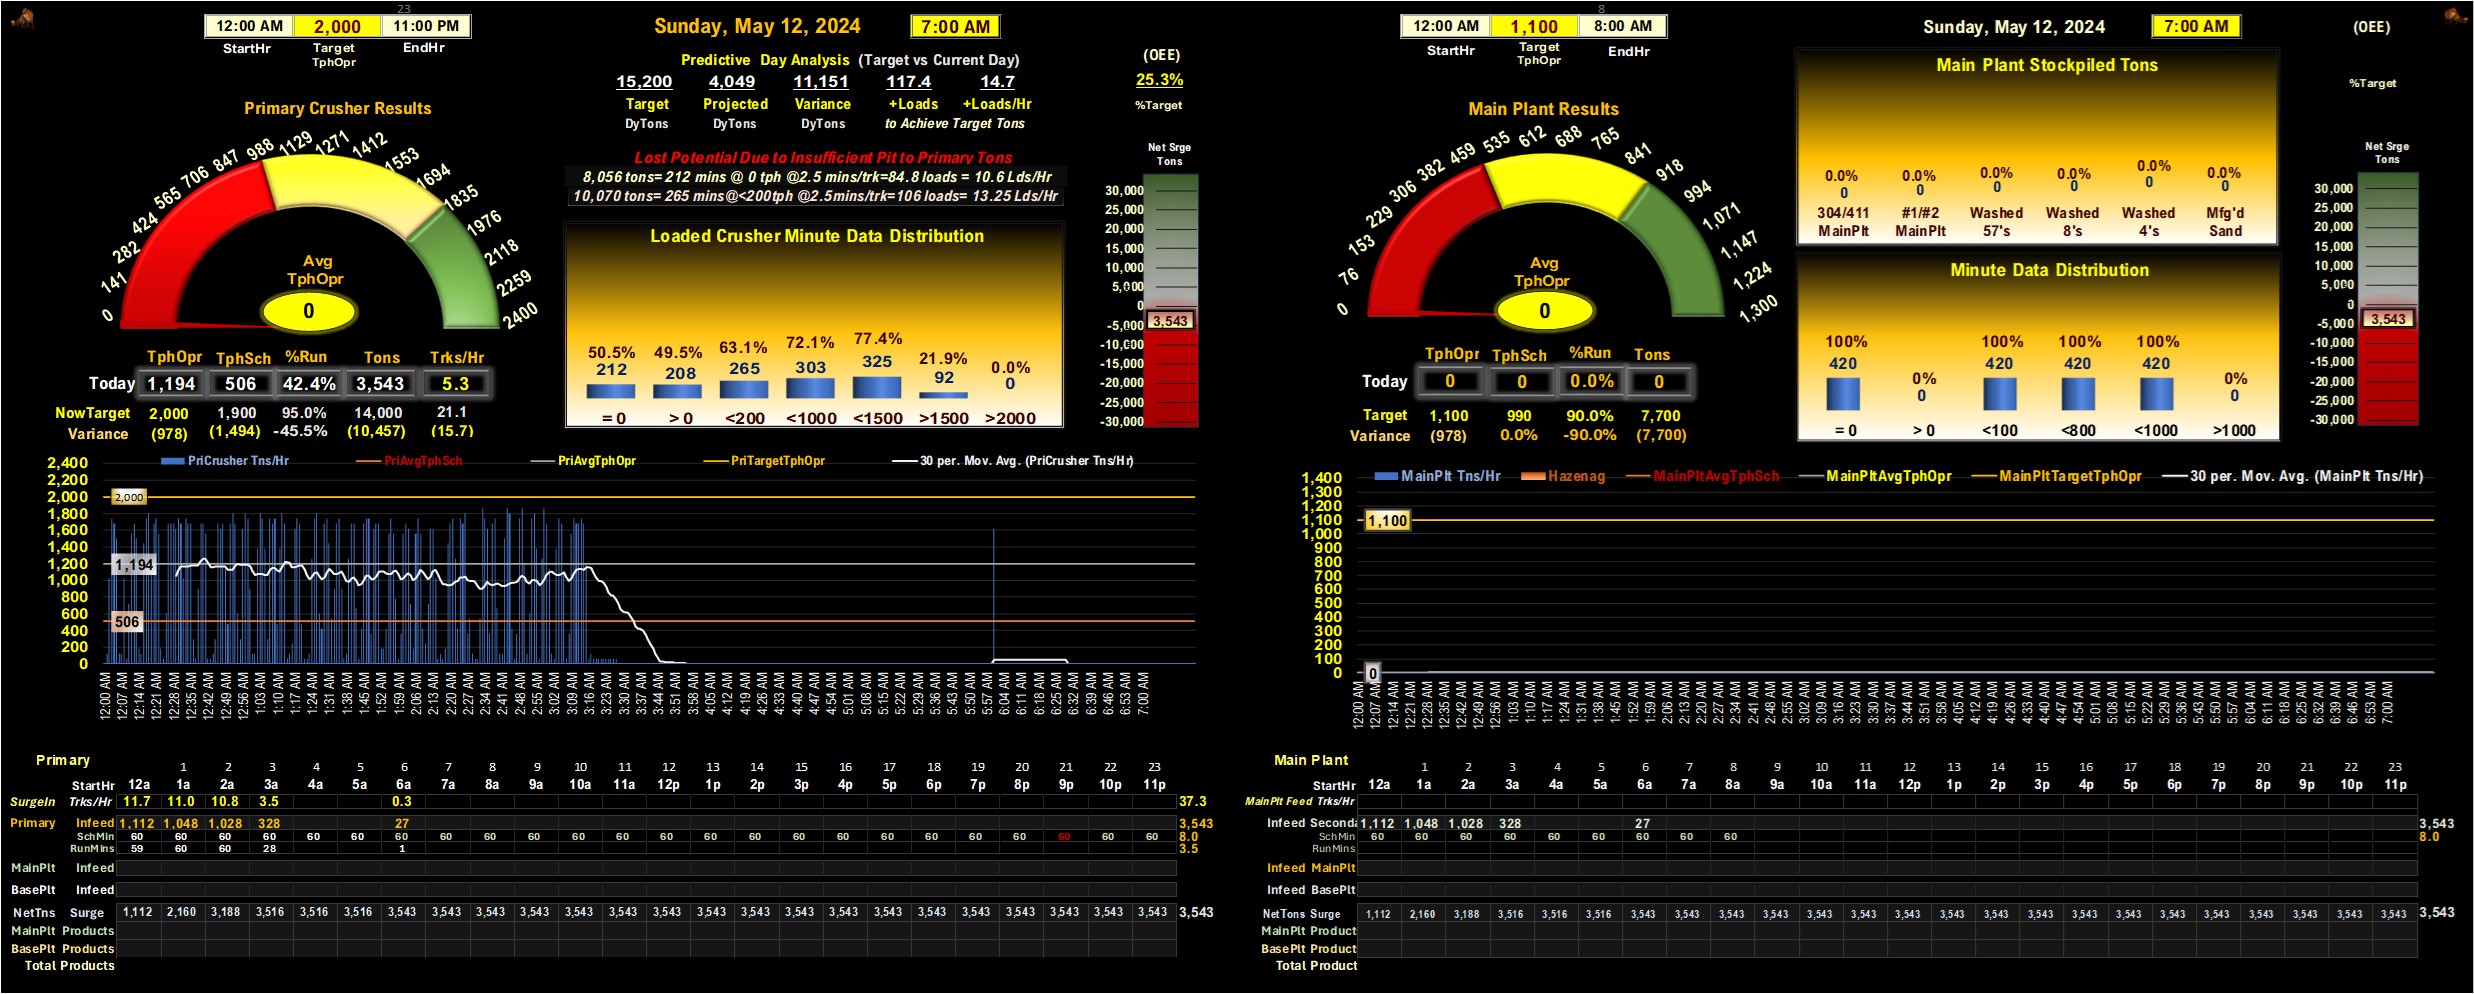 23
12:00 AM 2,000 11:00 PM
StartHr Target TphOpr EndHr
Sunday, May 12, 2024 7:00 AM
Predictive Day Analysis (Target vs Current Day)
15,200 4,049 11,151 117.4 14.7
Target Projected Variance +Loads +Loads/Hr
DyTons DyTons DyTons to Achieve Target Tons
(OEE)
25.3%
%Target
Primary Crusher Results
0 141 282 424 565 706 847 988 1129 1271 1412 1553 1694 1835 1976 2118 2259 2400
Avg
TphOpr
0
Lost Potential Due to Insufficient Pit to Primary Tons
8,056 tons= 212 mins @ 0 tph @2.5 mins/trk=84.8 loads = 10.6 Lds/Hr
10,070 tons= 265 mins@<200tph @2.5mins/trk=106 loads= 13.25 Lds/Hr
Net Srge
Tons
30,000
25,000
20,000
15,000
10,000
5,000
0
-5,000
-10,000
-15,000
-20,000
-25,000
-30,000
3,543
Loaded Crusher Minute Data Distribution
50.5% 49.5% 63.1% 72.1% 77.4% 21.9% 0.0%
212 208 265 303 325 92 0
= 0 > 0 <200 <1000 <1500 >1500 >2000
TphOpr TphSch %Run Tons Trks/Hr
Today 1,194 506 42.4% 3,543 5.3
NowTarget 2,000 1,900 95.0% 14,000 21.1
Variance (978) (1,494) -45.5% (10,457) (15.7)
PriCrusher Tns/Hr PriAvgTphSch PriAvgTphOpr PriTargetTphOpr 30 per. Mov. Avg. (PriCrusher Tns/Hr)
2,400
2,200
2,000
1,800
1,600
1,400
1,200
1,000
800
600
400
200
0
2,000
1,194
506
12:00 AM 12:07 AM 12:14 AM 12:21 AM 12:28 AM 12:35 AM 12:42 AM 12:49 AM 12:56 AM 1:03 AM 1:10 AM 1:17 AM 1:24 AM 1:31 AM 1:38 AM 1:45 AM 1:52 AM 1:59 AM 2:06 AM 2:13 AM 2:20 AM 2:27 AM 2:34 AM 2:41 AM 2:48 AM 2:55 AM 3:02 AM 3:09 AM 3:16 AM 3:23 AM 3:30 AM 3:37 AM 3:44 AM 3:51 AM 3:58 AM 4:05 AM 4:12 AM 4:19 AM 4:26 AM 4:33 AM 4:40 AM 4:47 AM 4:54 AM 5:01 AM 5:08 AM 5:15 AM 5:22 AM 5:29 AM 5:36 AM 5:43 AM 5:50 AM 5:57 AM 6:04 AM 6:11 AM 6:18 AM 6:25 AM 6:32 AM 6:39 AM 6:46 AM 6:53 AM 7:00 AM
Primary
1 2 3 4 5 6 7 8 9 10 11 12 13 14 15 16 17 18 19 20 21 22 23
StartHr 12a 1a 2a 3a 4a 5a 6a 7a 8a 9a 10a 11a 12p 1p 2p 3p 4p 5p 6p 7p 8p 9p 10p 11p
SurgeIn Trks/Hr 11.7 11.0 10.8 3.5 0.3 37.3
Primary Infeed 1,112 1,048 1,028 328 27 3,543
SchMin 60 60 60 60 60 60 60 60 60 60 60 60 60 60 60 60 60 60 60 60 60 60 60 60 8.0
RunMins 59 60 60 28 1 3.5
MainPlt Infeed
BasePlt Infeed
NetTns Surge 1,112 2,160 3,188 3,516 3,516 3,516 3,543 3,543 3,543 3,543 3,543 3,543 3,543 3,543 3,543 3,543 3,543 3,543 3,543 3,543 3,543 3,543 3,543 3,543 3,543
MainPlt Products
BasePlt Products
Total Products
8
12:00 AM 1,100 8:00 AM
StartHr Target TphOpr EndHr
Sunday, May 12, 2024 7:00 AM
(OEE)
%Target
Main Plant Results
0 76 153 229 306 382 459 535 612 688 765 841 918 994 1,071 1,147 1,224 1,300
Avg
TphOpr
0
Main Plant Stockpiled Tons
0.0% 0.0% 0.0% 0.0% 0.0% 0.0%
0 0 0 0 0 0
304/411 #1/#2 Washed Washed Washed Mfg'd
MainPlt MainPlt 57's 8's 4's Sand
Net Srge
Tons
30,000
25,000
20,000
15,000
10,000
5,000
0
-5,000
-10,000
-15,000
-20,000
-25,000
-30,000
3,543
Minute Data Distribution
100% 0% 100% 100% 100% 0%
420 0 420 420 420 0
= 0 > 0 <100 <800 <1000 >1000
TphOpr TphSch %Run Tons
Today 0 0 0.0% 0
Target 1,100 990 90.0% 7,700
Variance (978) 0.0% -90.0% (7,700)
MainPlt Tns/Hr Hazenag MainPltAvgTphSch MainPltAvgTphOpr MainPltTargetTphOpr 30 per. Mov. Avg. (MainPlt Tns/Hr)
1,400
1,300
1,200
1,100
1,000
900
800
700
600
500
400
300
200
100
0
1,100
0
12:00 AM 12:07 AM 12:14 AM 12:21 AM 12:28 AM 12:35 AM 12:42 AM 12:49 AM 12:56 AM 1:03 AM 1:10 AM 1:17 AM 1:24 AM 1:31 AM 1:38 AM 1:45 AM 1:52 AM 1:59 AM 2:06 AM 2:13 AM 2:20 AM 2:27 AM 2:34 AM 2:41 AM 2:48 AM 2:55 AM 3:02 AM 3:09 AM 3:16 AM 3:23 AM 3:30 AM 3:37 AM 3:44 AM 3:51 AM 3:58 AM 4:05 AM 4:12 AM 4:19 AM 4:26 AM 4:33 AM 4:40 AM 4:47 AM 4:54 AM 5:01 AM 5:08 AM 5:15 AM 5:22 AM 5:29 AM 5:36 AM 5:43 AM 5:50 AM 5:57 AM 6:04 AM 6:11 AM 6:18 AM 6:25 AM 6:32 AM 6:39 AM 6:46 AM 6:53 AM 7:00 AM
Main Plant
1 2 3 4 5 6 7 8 9 10 11 12 13 14 15 16 17 18 19 20 21 22 23
StartHr 12a 1a 2a 3a 4a 5a 6a 7a 8a 9a 10a 11a 12p 1p 2p 3p 4p 5p 6p 7p 8p 9p 10p 11p
MainPlt Feed Trks/Hr
Infeed Seconda 1,112 1,048 1,028 328 27 3,543
SchMin 60 60 60 60 60 60 60 60 60 8.0
RunMins
Infeed MainPlt
Infeed BasePlt
NetTons Surge 1,112 2,160 3,188 3,516 3,516 3,516 3,543 3,543 3,543 3,543 3,543 3,543 3,543 3,543 3,543 3,543 3,543 3,543 3,543 3,543 3,543 3,543 3,543 3,543 3,543
MainPlt Product
BasePlt Product
Total Product